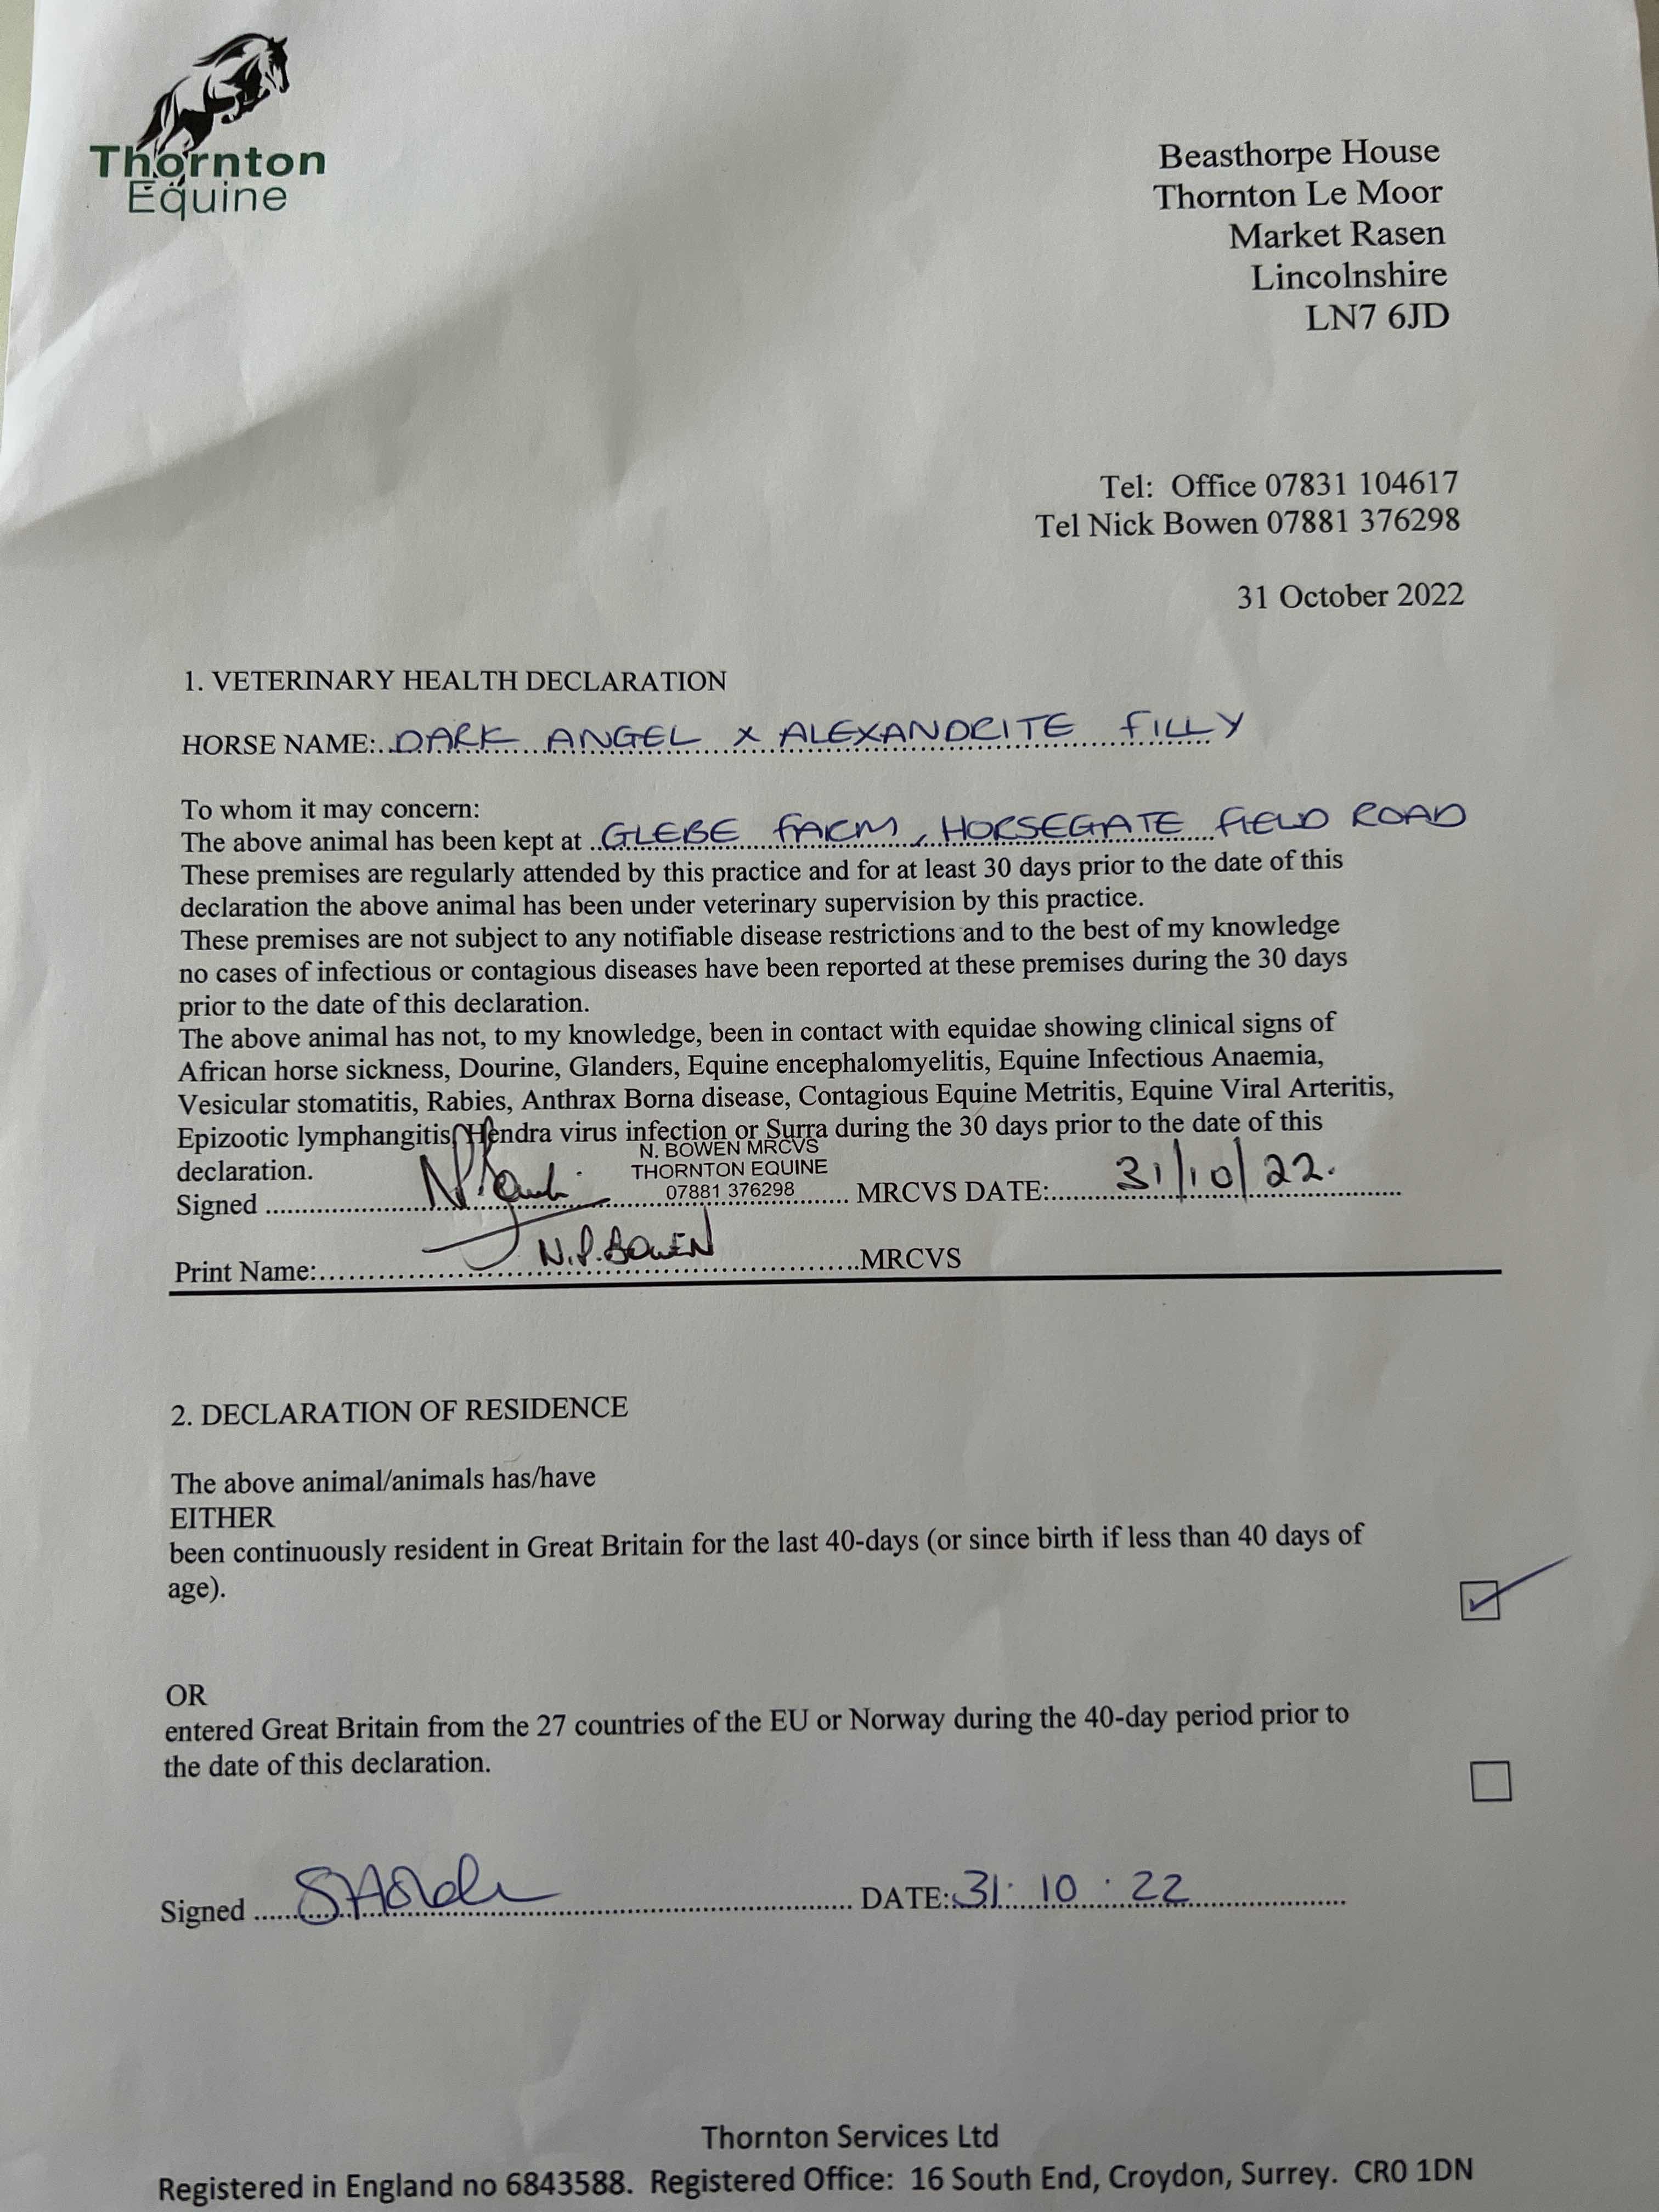 Thornton
Equine
Beasthorpe House
Thornton Le Moor
Market Rasen
Lincolnshire
LN7 6JD
Tel: Office 07831 104617
Tel Nick Bowen 07881 376298
31 October 2022
1. VETERINARY HEALTH DECLARATION
HORSE NAME:..DARK ANGEL x ALEXANDRITE FILLY
To whom it may concern:
The above animal has been kept at ..GLEBE FARM, HORSEGATE FIELD ROAD
These premises are regularly attended by this practice and for at least 30 days prior to the date of this
declaration the above animal has been under veterinary supervision by this practice.
These premises are not subject to any notifiable disease restrictions and to the best of my knowledge
no cases of infectious or contagious diseases have been reported at these premises during the 30 days
prior to the date of this declaration.
The above animal has not, to my knowledge, been in contact with equidae showing clinical signs of
African horse sickness, Dourine, Glanders, Equine encephalomyelitis, Equine Infectious Anaemia,
Vesicular stomatitis, Rabies, Anthrax Borna disease, Contagious Equine Metritis, Equine Viral Arteritis,
Epizootic lymphangitis, Hendra virus infection or Surra during the 30 days prior to the date of this
declaration.
N. BOWEN MRCVS
THORNTON EQUINE
07881 376298
Signed .......... MRCVS DATE:..... 31/10/22.
Print Name:..... N.P. BOWEN .....MRCVS
2. DECLARATION OF RESIDENCE
The above animal/animals has/have
EITHER
been continuously resident in Great Britain for the last 40-days (or since birth if less than 40 days of
age).
OR
entered Great Britain from the 27 countries of the EU or Norway during the 40-day period prior to
the date of this declaration.
Signed .......... DATE: 31 . 10 . 22
Thornton Services Ltd
Registered in England no 6843588. Registered Office: 16 South End, Croydon, Surrey. CR0 1DN